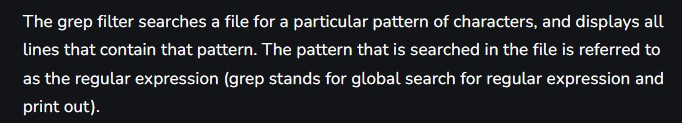 The grep filter searches a file for a particular pattern of characters, and displays all
lines that contain that pattern. The pattern that is searched in the file is referred to
as the regular expression (grep stands for global search for regular expression and
print out).